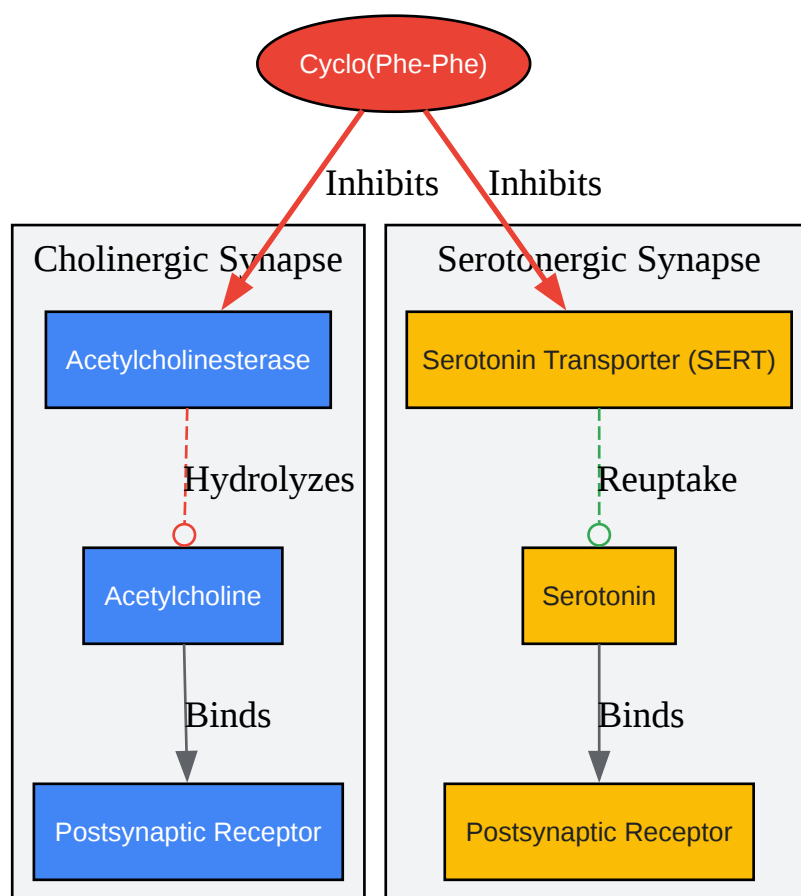 Cyclo(Phe-Phe)
Inhibits
Inhibits
Cholinergic Synapse
Serotonergic Synapse
Acetylcholinesterase
Serotonin Transporter (SERT)
Hydrolyzes
Reuptake
Acetylcholine
Serotonin
Binds
Binds
Postsynaptic Receptor
Postsynaptic Receptor